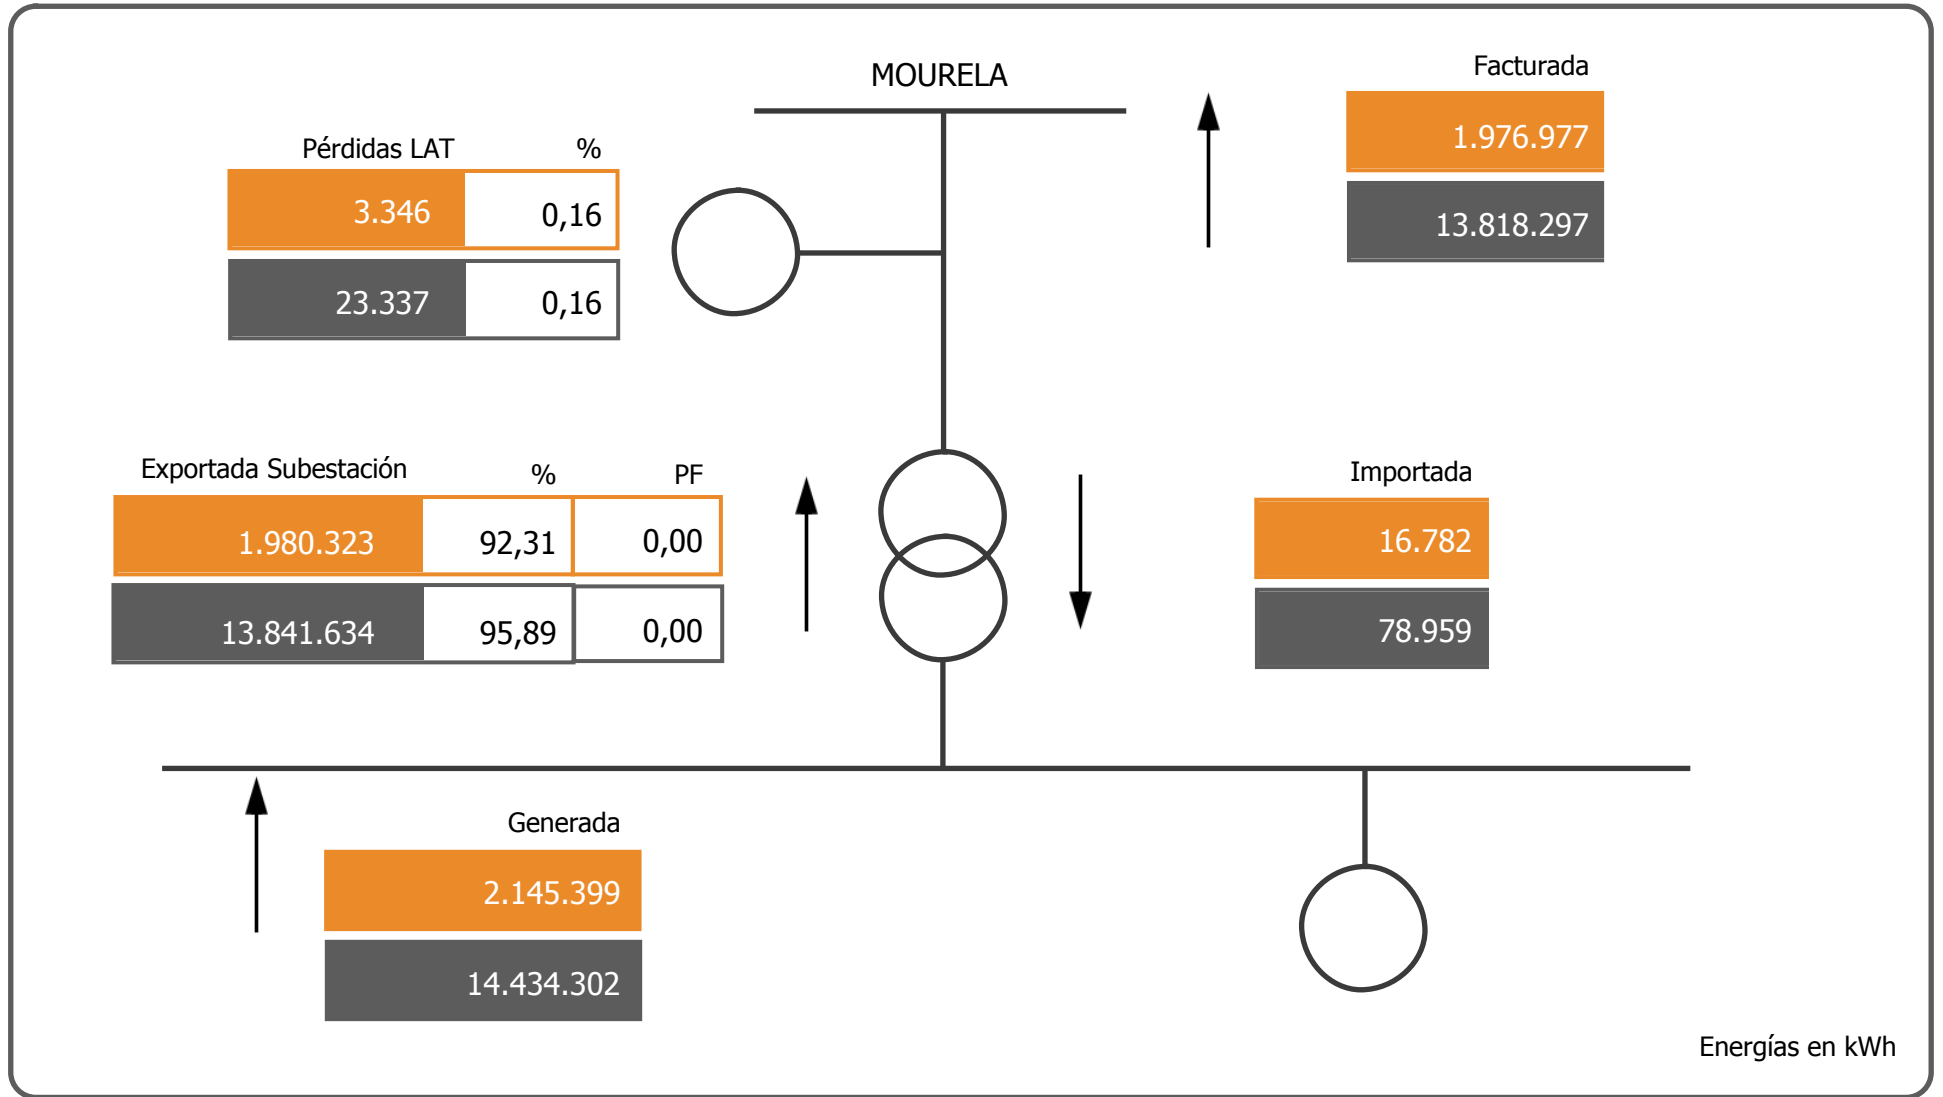 MOURELA
Facturada
1.976.977
13.818.297
Pérdidas LAT %
3.346 0,16
23.337 0,16
Exportada Subestación % PF
1.980.323 92,31 0,00
13.841.634 95,89 0,00
Importada
16.782
78.959
Generada
2.145.399
14.434.302
Energías en kWh